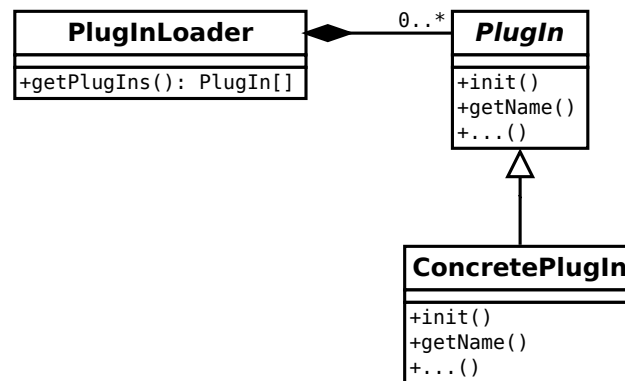 PlugInLoader
+getPlugIns(): PlugIn[]
0..*
PlugIn
+init()
+getName()
+...()
ConcretePlugIn
+init()
+getName()
+...()